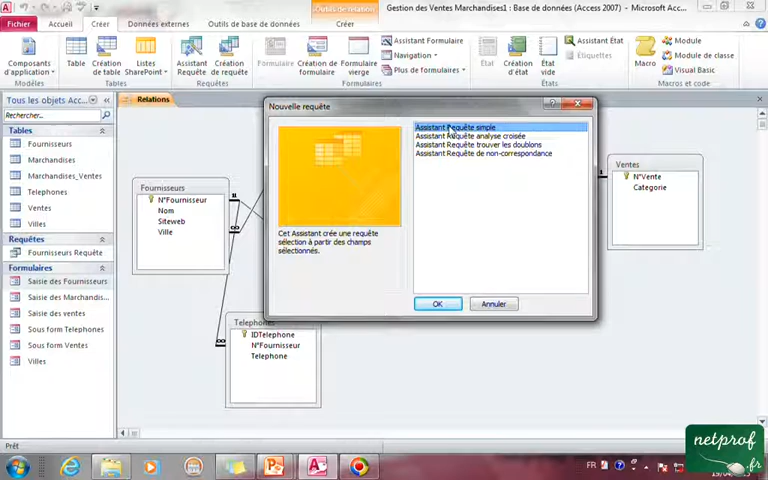 Outils de relation
Gestion des Ventes Marchandises1 : Base de données (Access 2007) - Microsoft Acc...
Fichier
Accueil
Créer
Données externes
Outils de base de données
Créer
Composants d'application
Table
Création de table
Listes SharePoint
Assistant Requête
Création de requête
Formulaire
Création de formulaire
Formulaire vierge
Assistant Formulaire
Navigation
Plus de formulaires
État
Création d'état
État vide
Assistant État
Étiquettes
Macro
Module
Module de classe
Visual Basic
Modèles
Tables
Requêtes
Formulaires
États
Macros et code
Tous les objets Acc...
Rechercher...
Tables
Fournisseurs
Marchandises
Marchandises_Ventes
Telephones
Ventes
Villes
Requêtes
Fournisseurs Requête
Formulaires
Saisie des Fournisseurs
Saisie des Marchandis...
Saisie des ventes
Sous form Telephones
Sous form Ventes
Villes
Relations
Fournisseurs
N°Fournisseur
Nom
Siteweb
Ville
Telephones
IDTelephone
N°Fournisseur
Telephone
Ventes
N°Vente
Categorie
Nouvelle requête
Assistant Requête simple
Assistant Requête analyse croisée
Assistant Requête trouver les doublons
Assistant Requête de non-correspondance
Cet Assistant crée une requête
sélection à partir des champs
sélectionnés.
OK
Annuler
Prêt
FR
netprof
.fr